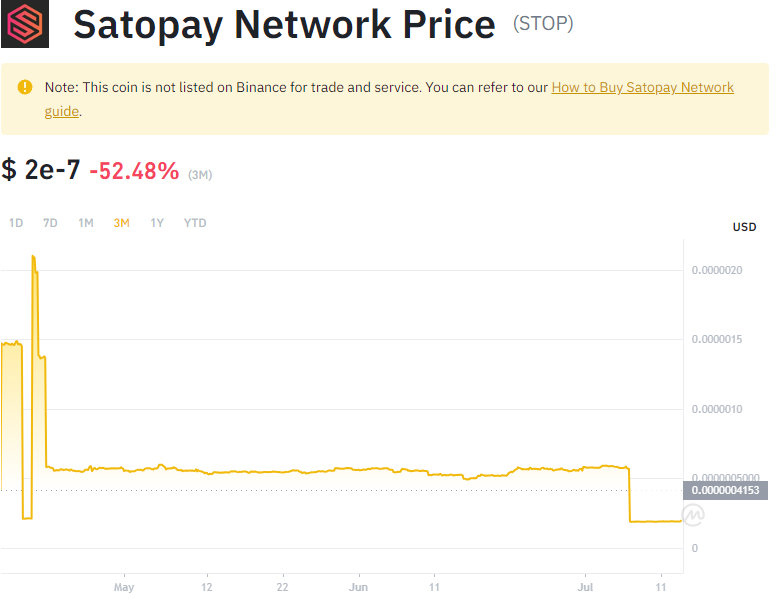 Satopay Network Price (STOP)
Note: This coin is not listed on Binance for trade and service. You can refer to our How to Buy Satopay Network
guide.
$ 2e-7 -52.48% (3M)
1D 7D 1M 3M 1Y YTD
USD
0.0000020
0.0000015
0.0000010
0.0000005000
0.0000004153
0
May 12 22 Jun 11 Jul 11